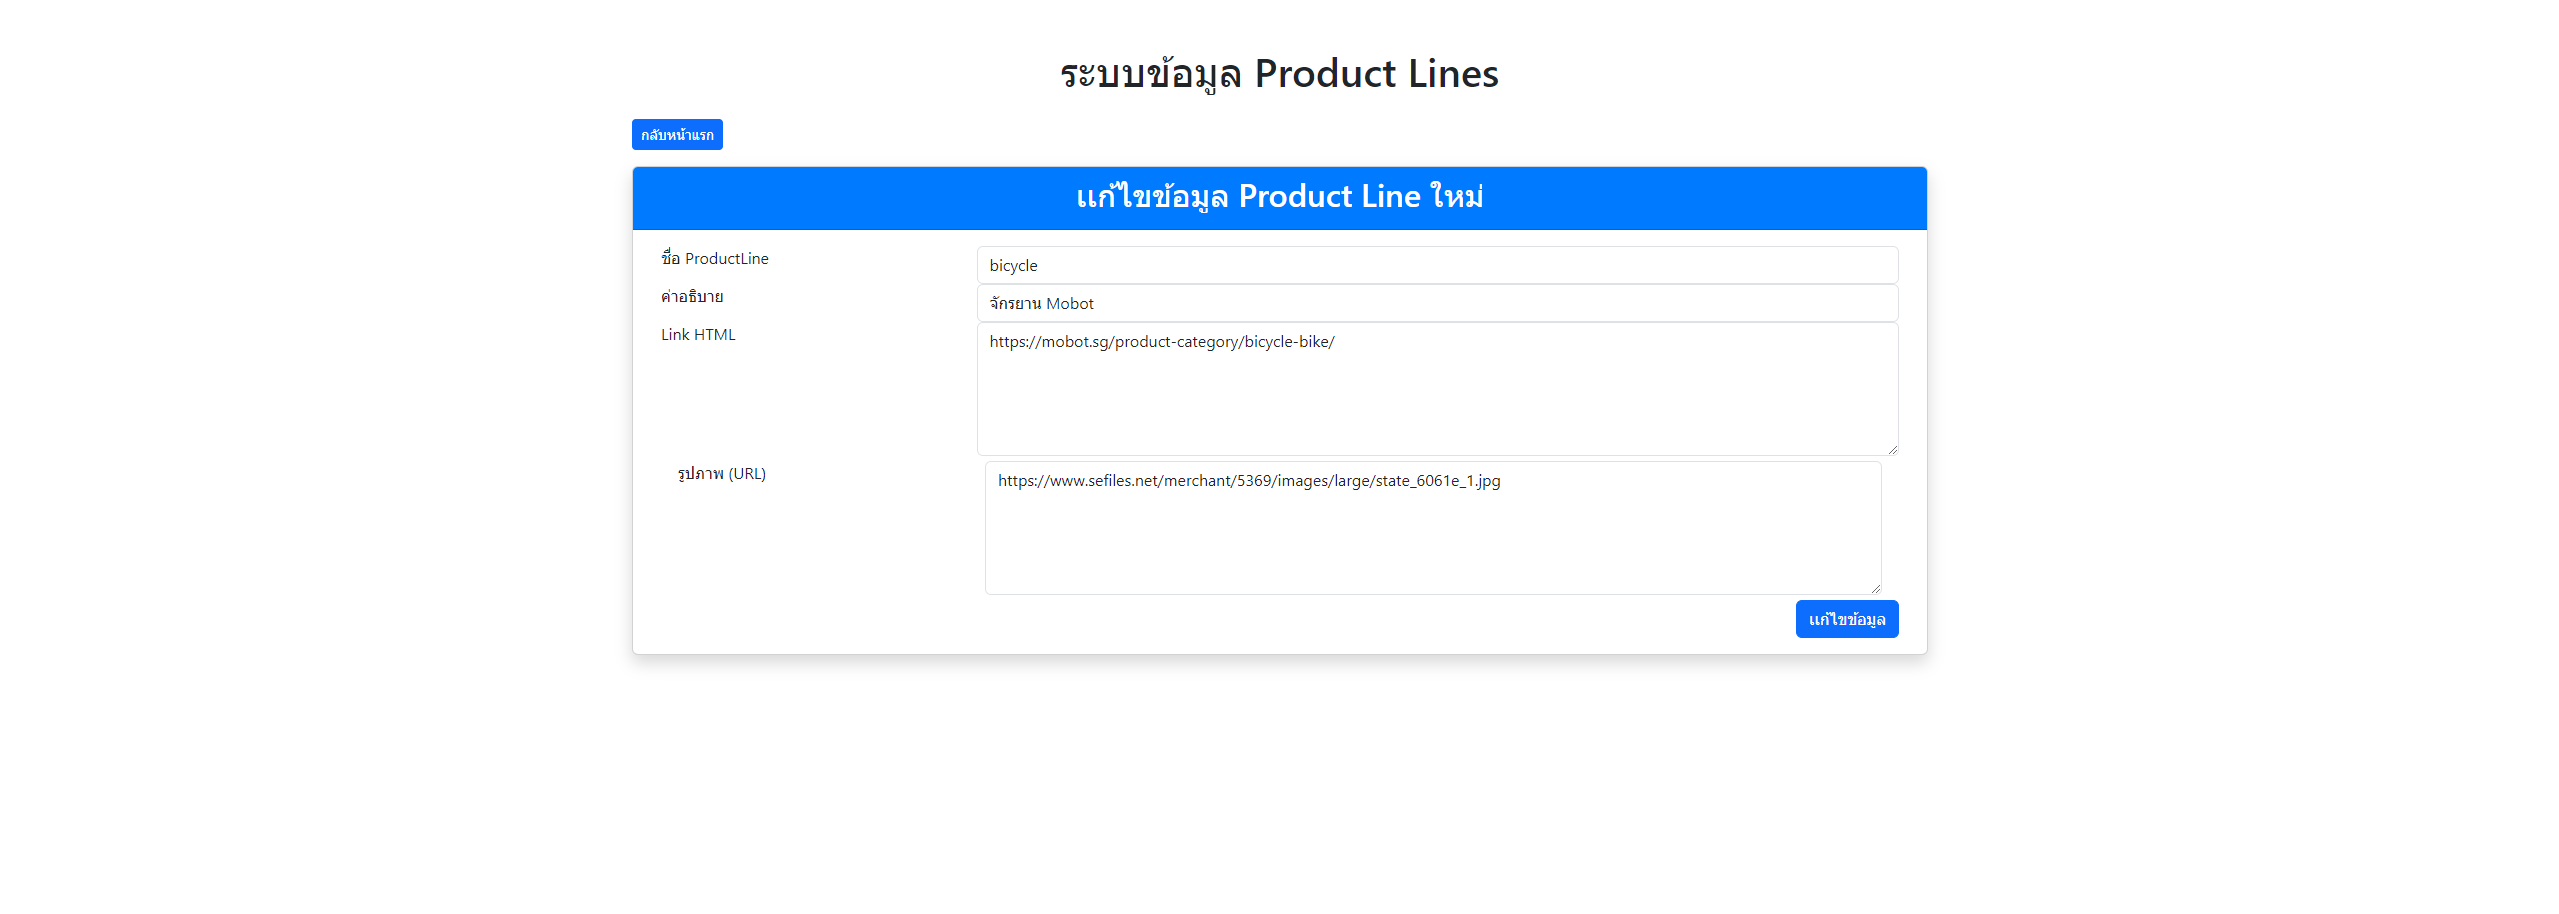 ระบบข้อมูล Product Lines
กลับหน้าแรก
แก้ไขข้อมูล Product Line ใหม่
ชื่อ ProductLine
bicycle
คำอธิบาย
จักรยาน Mobot
Link HTML
https://mobot.sg/product-category/bicycle-bike/
รูปภาพ (URL)
https://www.sefiles.net/merchant/5369/images/large/state_6061e_1.jpg
แก้ไขข้อมูล